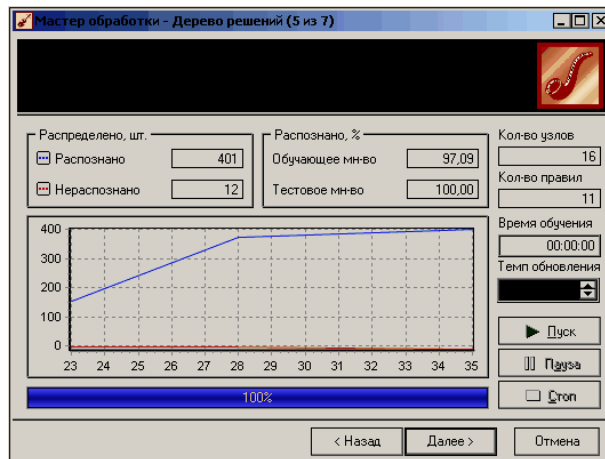 Мастер обработки - Дерево решений (5 из 7)
Распределено, шт.
Распознано 401
Нераспознано 12
Распознано, %
Обучающее мн-во 97,09
Тестовое мн-во 100,00
Кол-во узлов
16
Кол-во правил
11
Время обучения
00:00:00
Темп обновления
400
300
200
100
0
23 24 25 26 27 28 29 30 31 32 33 34 35
100%
Пуск
Пауза
Стоп
< Назад
Далее >
Отмена